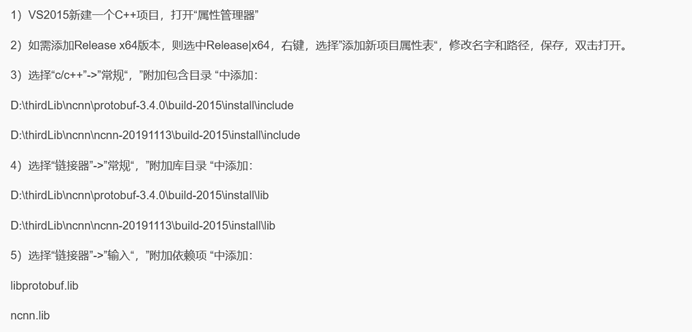 1）VS2015新建一个C++项目，打开“属性管理器”
2）如需添加Release x64版本，则选中Release|x64，右键，选择”添加新项目属性表“，修改名字和路径，保存，双击打开。
3）选择“c/c++”->”常规“，”附加包含目录 “中添加：
D:\thirdLib\ncnn\protobuf-3.4.0\build-2015\install\include
D:\thirdLib\ncnn\ncnn-20191113\build-2015\install\include
4）选择“链接器”->”常规“，”附加库目录 “中添加：
D:\thirdLib\ncnn\protobuf-3.4.0\build-2015\install\lib
D:\thirdLib\ncnn\ncnn-20191113\build-2015\install\lib
5）选择“链接器”->”输入“，”附加依赖项 “中添加：
libprotobuf.lib
ncnn.lib